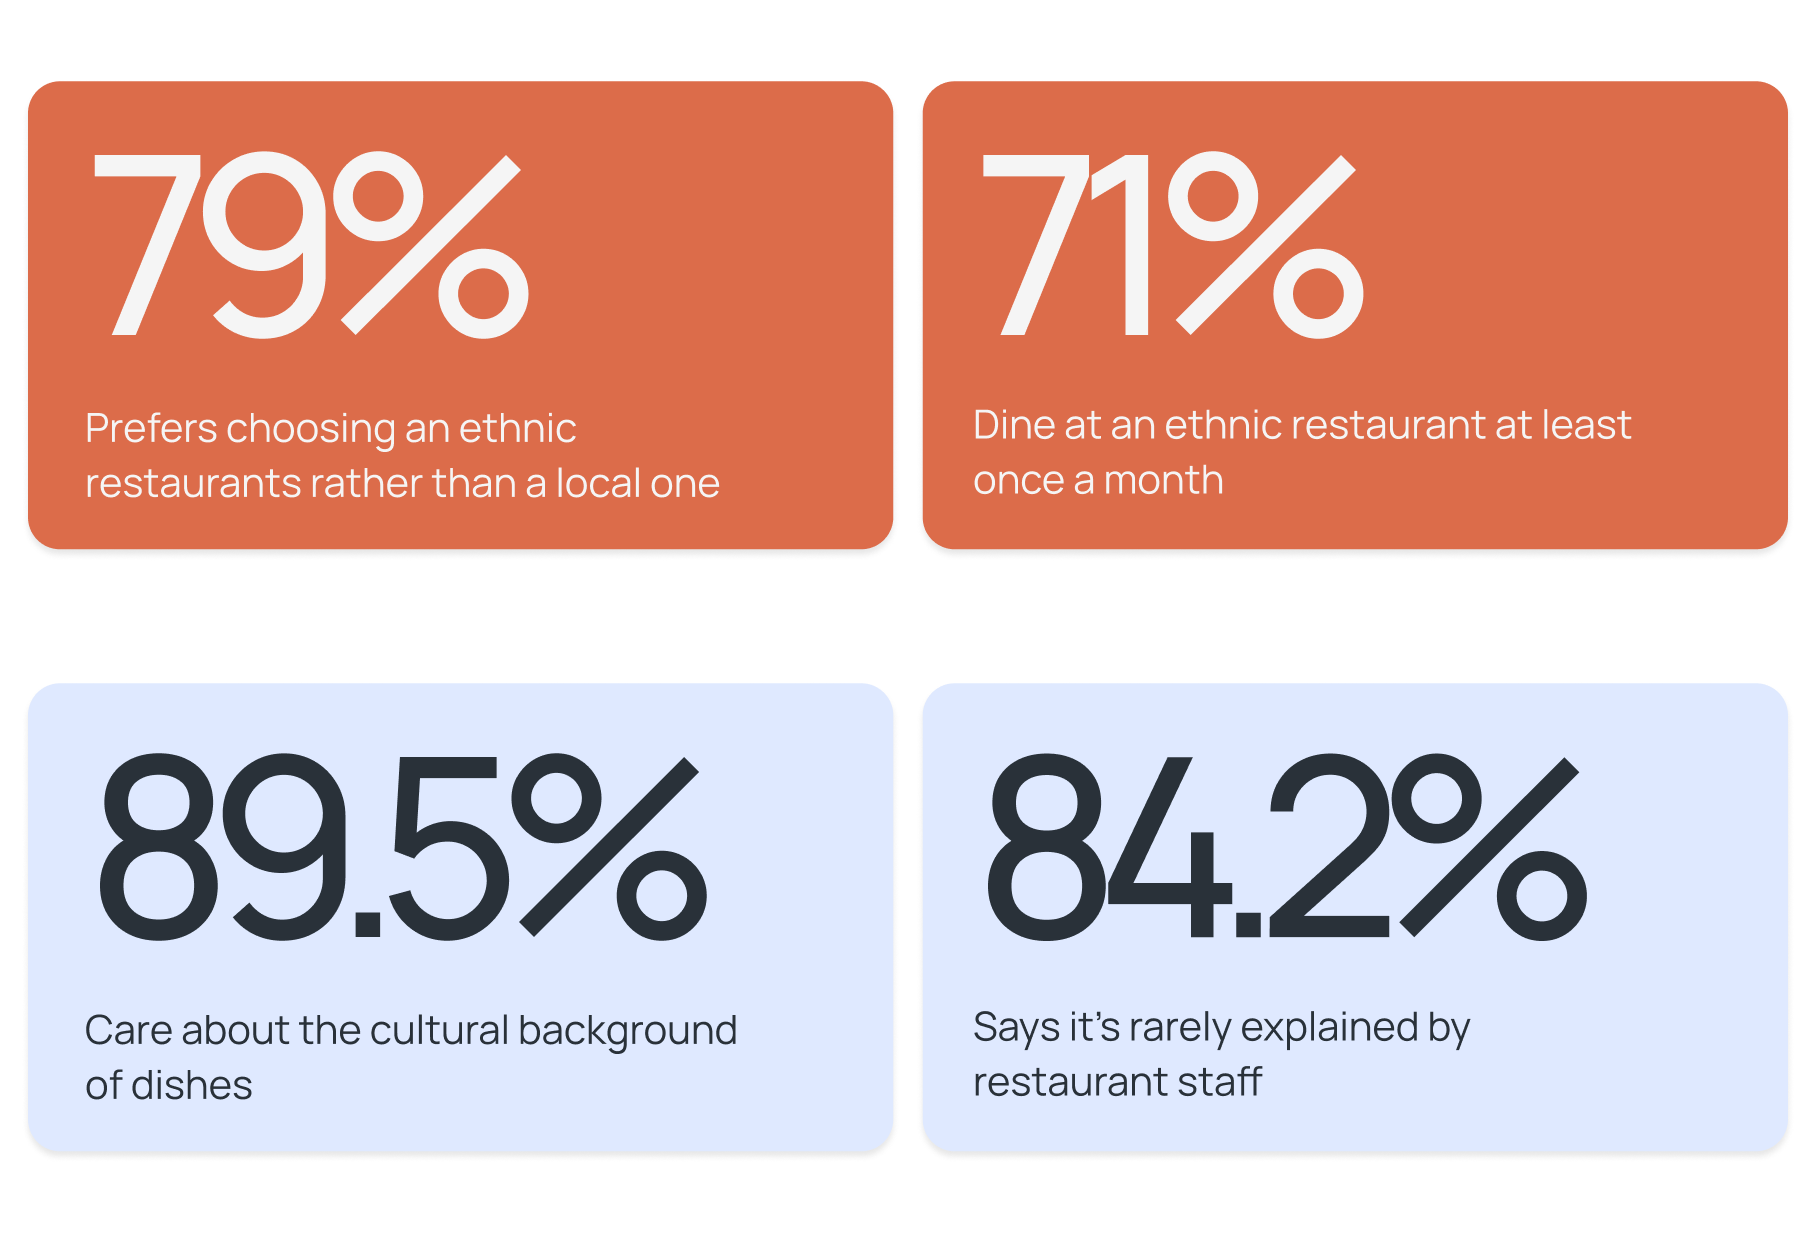 79%
Prefers choosing an ethnic
restaurants rather than a local one
71%
Dine at an ethnic restaurant at least
once a month
89.5%
Care about the cultural background
of dishes
84.2%
Says it’s rarely explained by
restaurant staff